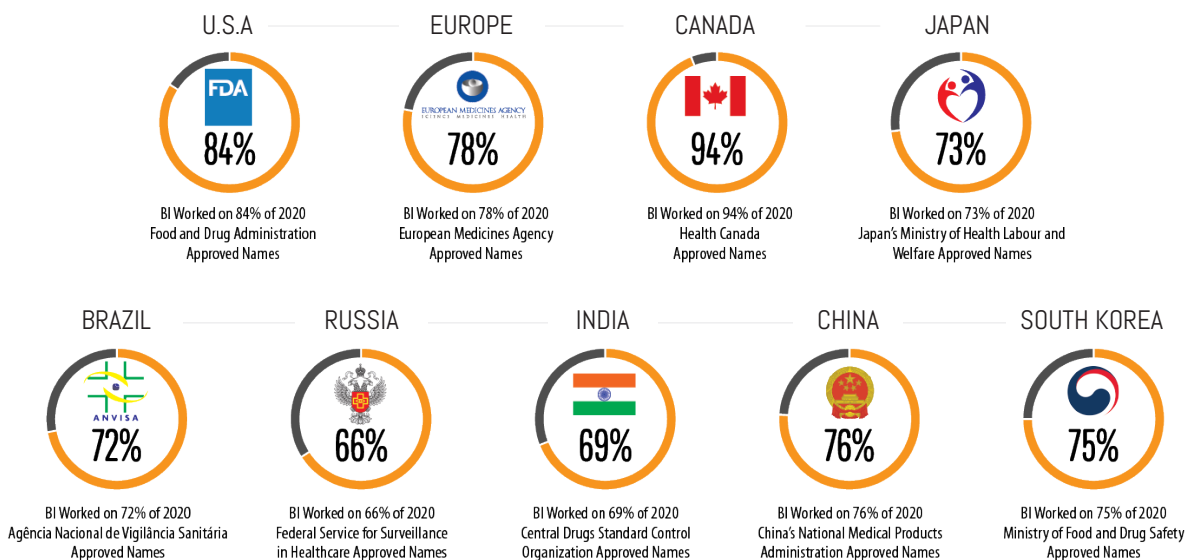 U.S.A
FDA
84%
BI Worked on 84% of 2020
Food and Drug Administration
Approved Names
EUROPE
EUROPEAN MEDICINES AGENCY
SCIENCE MEDICINES HEALTH
78%
BI Worked on 78% of 2020
European Medicines Agency
Approved Names
CANADA
94%
BI Worked on 94% of 2020
Health Canada
Approved Names
JAPAN
73%
BI Worked on 73% of 2020
Japan's Ministry of Health Labour and
Welfare Approved Names
BRAZIL
ANVISA
72%
BI Worked on 72% of 2020
Agência Nacional de Vigilância Sanitária
Approved Names
RUSSIA
66%
BI Worked on 66% of 2020
Federal Service for Surveillance
in Healthcare Approved Names
INDIA
69%
BI Worked on 69% of 2020
Central Drugs Standard Control
Organization Approved Names
CHINA
76%
BI Worked on 76% of 2020
China's National Medical Products
Administration Approved Names
SOUTH KOREA
75%
BI Worked on 75% of 2020
Ministry of Food and Drug Safety
Approved Names